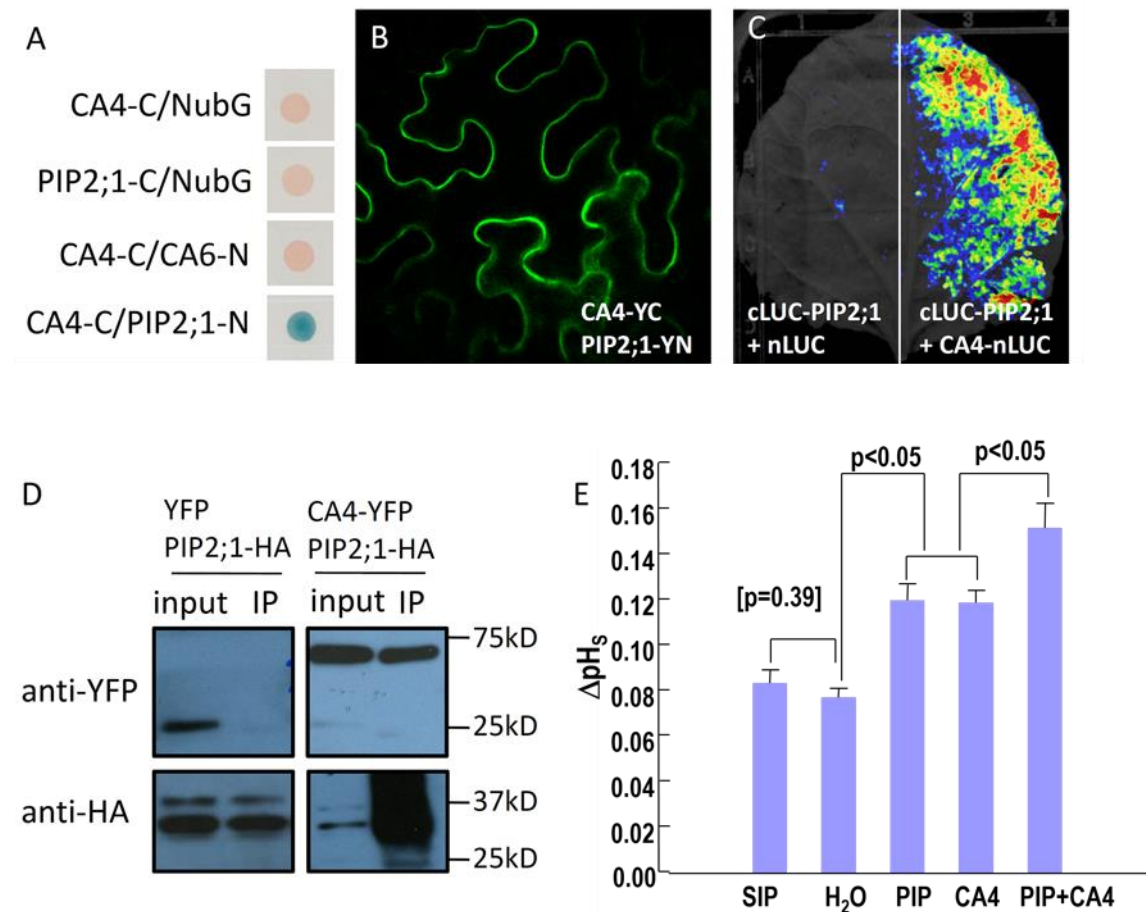 A
CA4-C/NubG
PIP2;1-C/NubG
CA4-C/CA6-N
CA4-C/PIP2;1-N
B
CA4-YC
PIP2;1-YN
C
1
3
4
A
cLUC-PIP2;1
+ nLUC
cLUC-PIP2;1
+ CA4-nLUC
D
YFP
PIP2;1-HA
CA4-YFP
PIP2;1-HA
input IP
input IP
anti-YFP
75kD
25kD
anti-HA
37kD
25kD
E
ΔpHS
0.18
0.16
0.14
0.12
0.10
0.08
0.06
0.04
0.02
0.00
[p=0.39]
p<0.05
p<0.05
SIP
H₂O
PIP
CA4
PIP+CA4